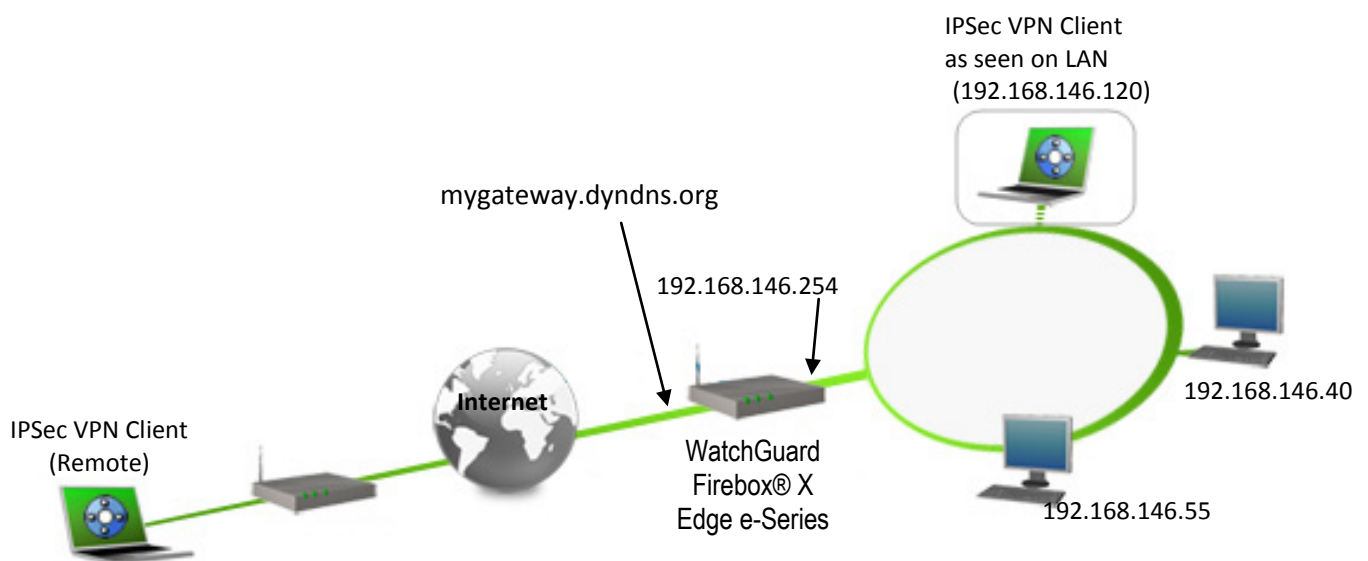 IPSec VPN Client
as seen on LAN
(192.168.146.120)
mygateway.dyndns.org
192.168.146.254
Internet
192.168.146.40
IPSec VPN Client
(Remote)
WatchGuard
Firebox® X
Edge e-Series
192.168.146.55